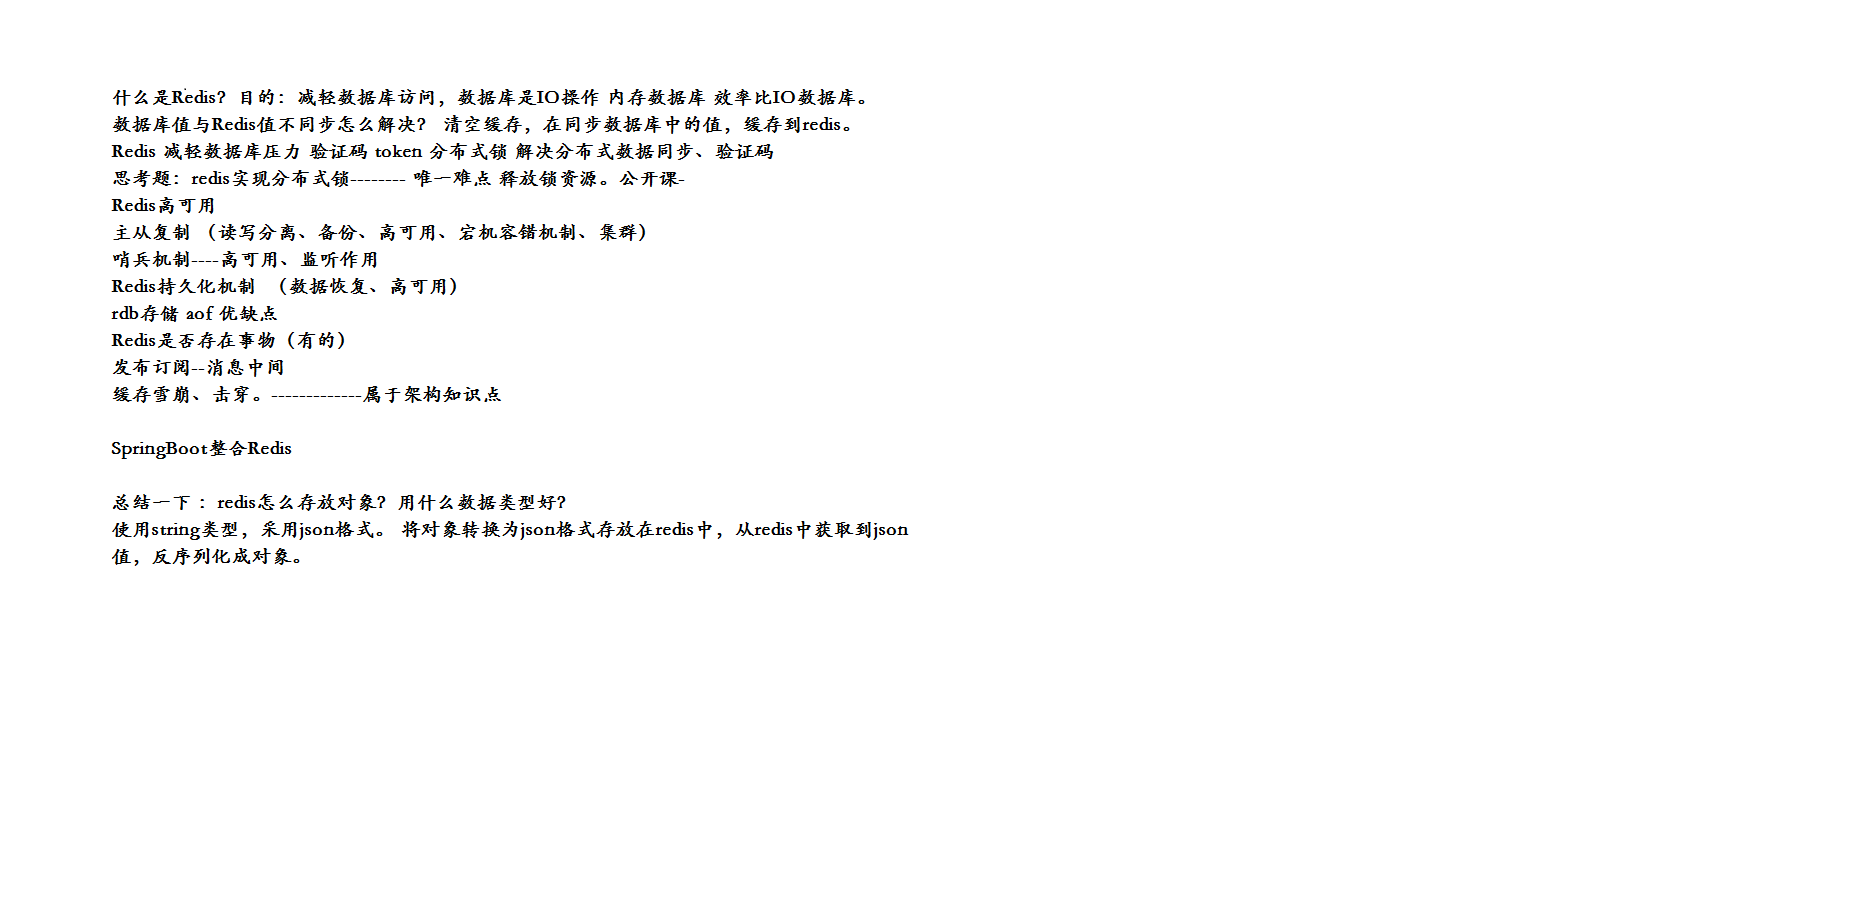 什么是Redis？目的：减轻数据库访问，数据库是IO操作 内存数据库 效率比IO数据库。
数据库值与Redis值不同步怎么解决？ 清空缓存，在同步数据库中的值，缓存到redis。
Redis 减轻数据库压力 验证码 token 分布式锁 解决分布式数据同步、验证码
思考题：redis实现分布式锁-------- 唯一难点 释放锁资源。公开课-
Redis高可用
主从复制 （读写分离、备份、高可用、宕机容错机制、集群）
哨兵机制----高可用、监听作用
Redis持久化机制 （数据恢复、高可用）
rdb存储 aof 优缺点
Redis是否存在事物（有的）
发布订阅--消息中间
缓存雪崩、击穿。-------------属于架构知识点
SpringBoot整合Redis
总结一下 ：redis怎么存放对象？用什么数据类型好？
使用string类型，采用json格式。 将对象转换为json格式存放在redis中，从redis中获取到json
值，反序列化成对象。